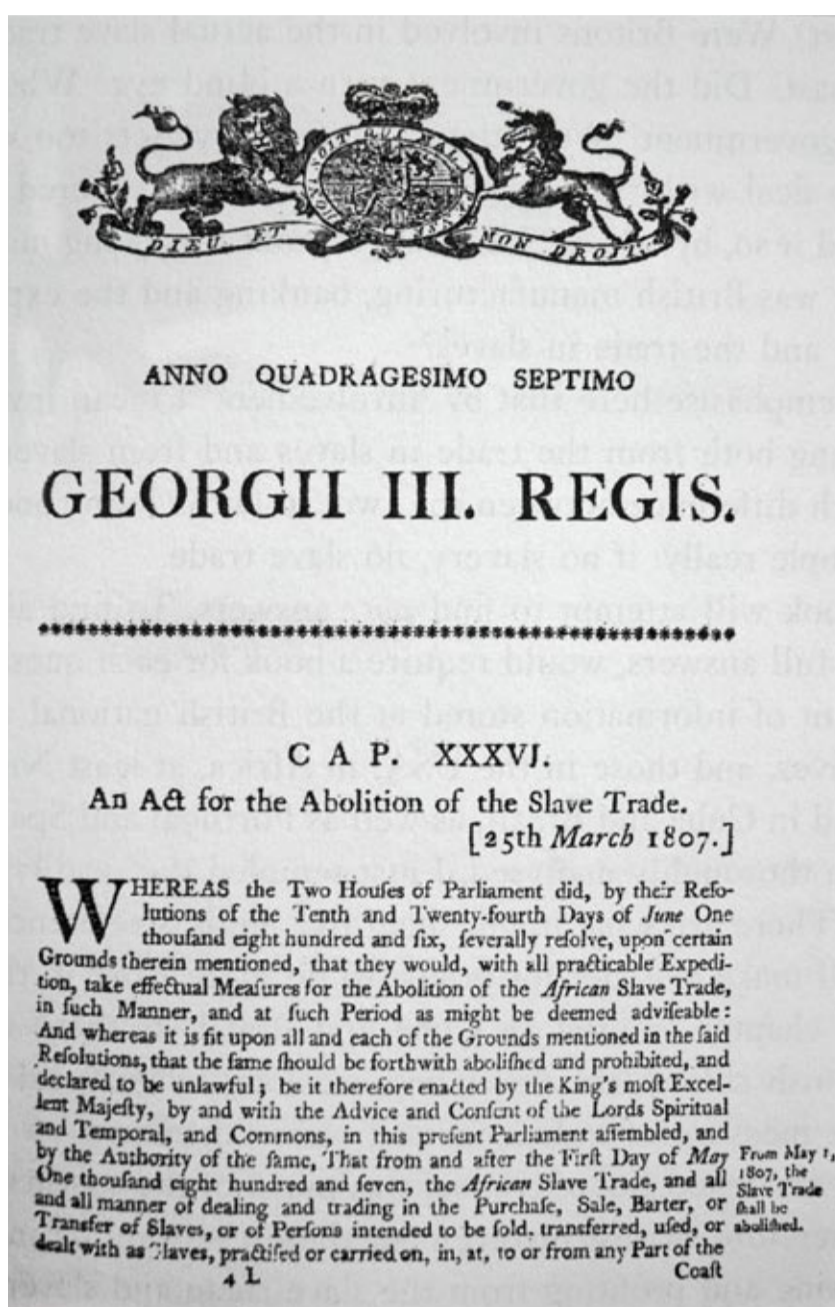 HONI SOIT QUI MAL Y PENSE
DIEU ET MON DROIT
ANNO QUADRAGESIMO SEPTIMO
GEORGII III. REGIS.
CAP. XXXVI.
An Act for the Abolition of the Slave Trade.
[25th March 1807.]
WHEREAS the Two Houſes of Parliament did, by their Reſo-
lutions of the Tenth and Twenty-fourth Days of June One
thouſand eight hundred and ſix, ſeverally reſolve, upon certain
Grounds therein mentioned, that they would, with all practicable Expedi-
tion, take effectual Meaſures for the Abolition of the African Slave Trade,
in ſuch Manner, and at ſuch Period as might be deemed adviſeable:
And whereas it is fit upon all and each of the Grounds mentioned in the ſaid
Reſolutions, that the ſame ſhould be forthwith aboliſhed and prohibited, and
declared to be unlawful; be it therefore enacted by the King's moſt Excel-
lent Majeſty, by and with the Advice and Conſent of the Lords Spiritual
and Temporal, and Commons, in this preſent Parliament aſſembled, and
by the Authority of the ſame, That from and after the Firſt Day of May
One thouſand eight hundred and ſeven, the African Slave Trade, and all
and all manner of dealing and trading in the Purchaſe, Sale, Barter, or
Transfer of Slaves, or of Perſons intended to be ſold, transferred, uſed, or
dealt with as Slaves, practiſed or carried on, in, at, to or from any Part of the
4 L
Coaſt
From May 1,
1807, the
Slave Trade
ſhall be
aboliſhed.